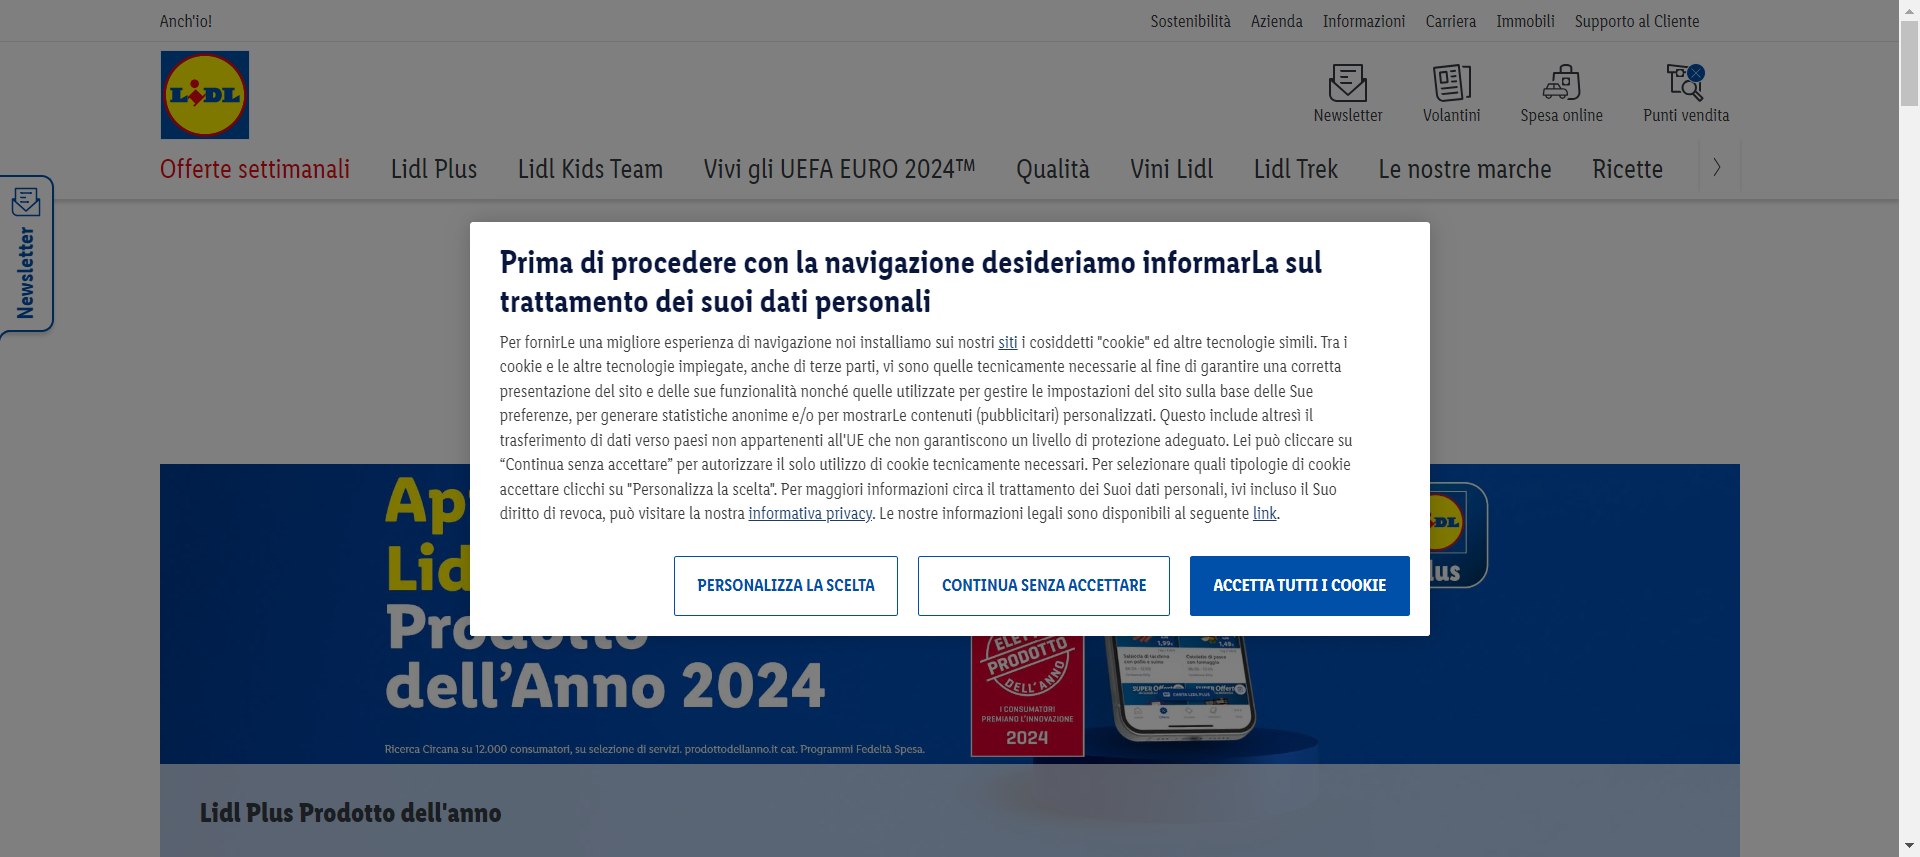 Anch'io!
Sostenibilità Azienda Informazioni Carriera Immobili Supporto al Cliente
LIDL
Newsletter Volantini Spesa online Punti vendita
Offerte settimanali Lidl Plus Lidl Kids Team Vivi gli UEFA EURO 2024™ Qualità Vini Lidl Lidl Trek Le nostre marche Ricette
Newsletter
Prima di procedere con la navigazione desideriamo informarLa sul
trattamento dei suoi dati personali
Per fornirLe una migliore esperienza di navigazione noi installiamo sui nostri siti i cosiddetti "cookie" ed altre tecnologie simili. Tra i
cookie e le altre tecnologie impiegate, anche di terze parti, vi sono quelle tecnicamente necessarie al fine di garantire una corretta
presentazione del sito e delle sue funzionalità nonché quelle utilizzate per gestire le impostazioni del sito sulla base delle Sue
preferenze, per generare statistiche anonime e/o per mostrarLe contenuti (pubblicitari) personalizzati. Questo include altresì il
trasferimento di dati verso paesi non appartenenti all'UE che non garantiscono un livello di protezione adeguato. Lei può cliccare su
“Continua senza accettare” per autorizzare il solo utilizzo di cookie tecnicamente necessari. Per selezionare quali tipologie di cookie
accettare clicchi su "Personalizza la scelta". Per maggiori informazioni circa il trattamento dei Suoi dati personali, ivi incluso il Suo
diritto di revoca, può visitare la nostra informativa privacy. Le nostre informazioni legali sono disponibili al seguente link.
PERSONALIZZA LA SCELTA CONTINUA SENZA ACCETTARE ACCETTA TUTTI I COOKIE
Prodotto
dell’Anno 2024
Ricerca Circana su 12.000 consumatori, su selezione di servizi. prodottodellanno.it cat. Programmi Fedeltà Spesa.
PRODOTTO
DELL'ANNO
I CONSUMATORI
PREMIANO L'INNOVAZIONE
2024
Lidl Plus Prodotto dell'anno